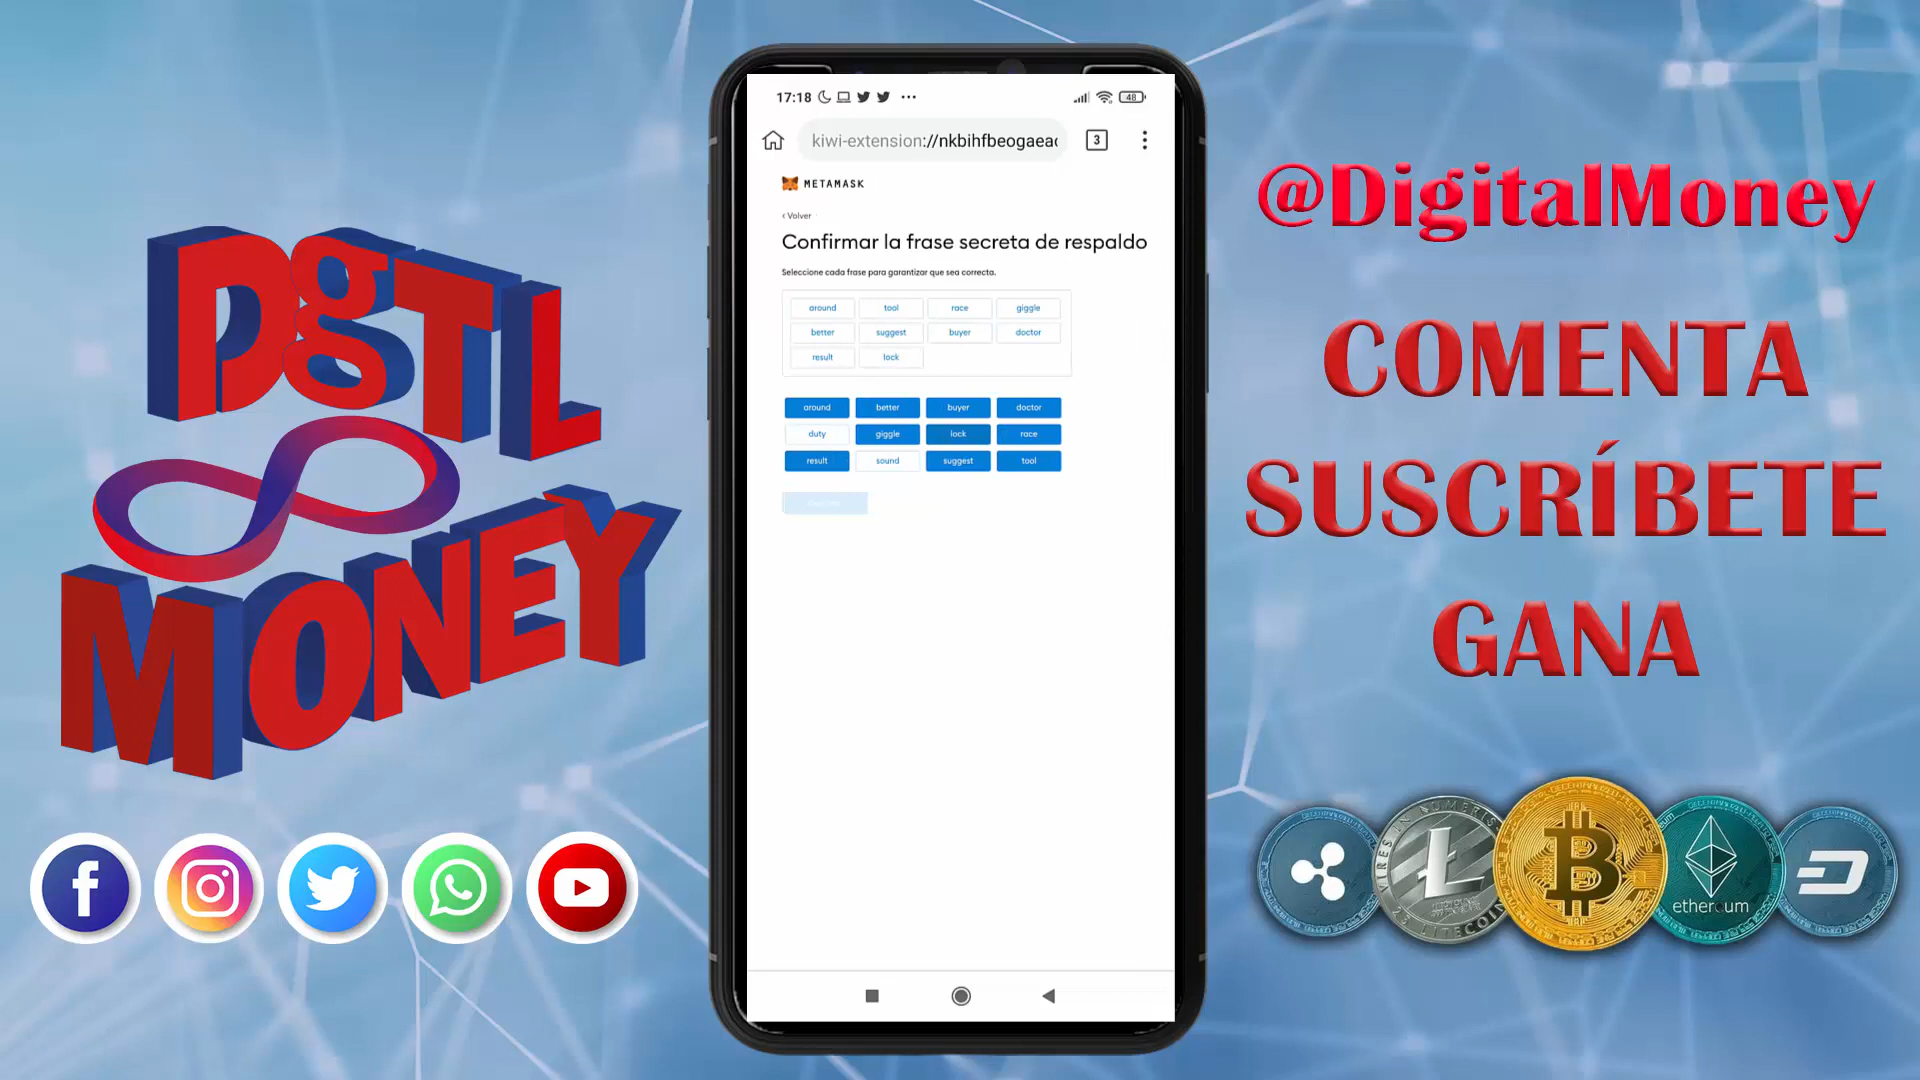 DgTL
MONEY
17:18
48
kiwi-extension://nkbihfbeogaeao
3
METAMASK
‹ Volver
Confirmar la frase secreta de respaldo
Seleccione cada frase para garantizar que sea correcta.
around tool race giggle
better suggest buyer doctor
result lock
around better buyer doctor
duty giggle lock race
result sound suggest tool
@DigitalMoney
COMENTA
SUSCRÍBETE
GANA
ethereum